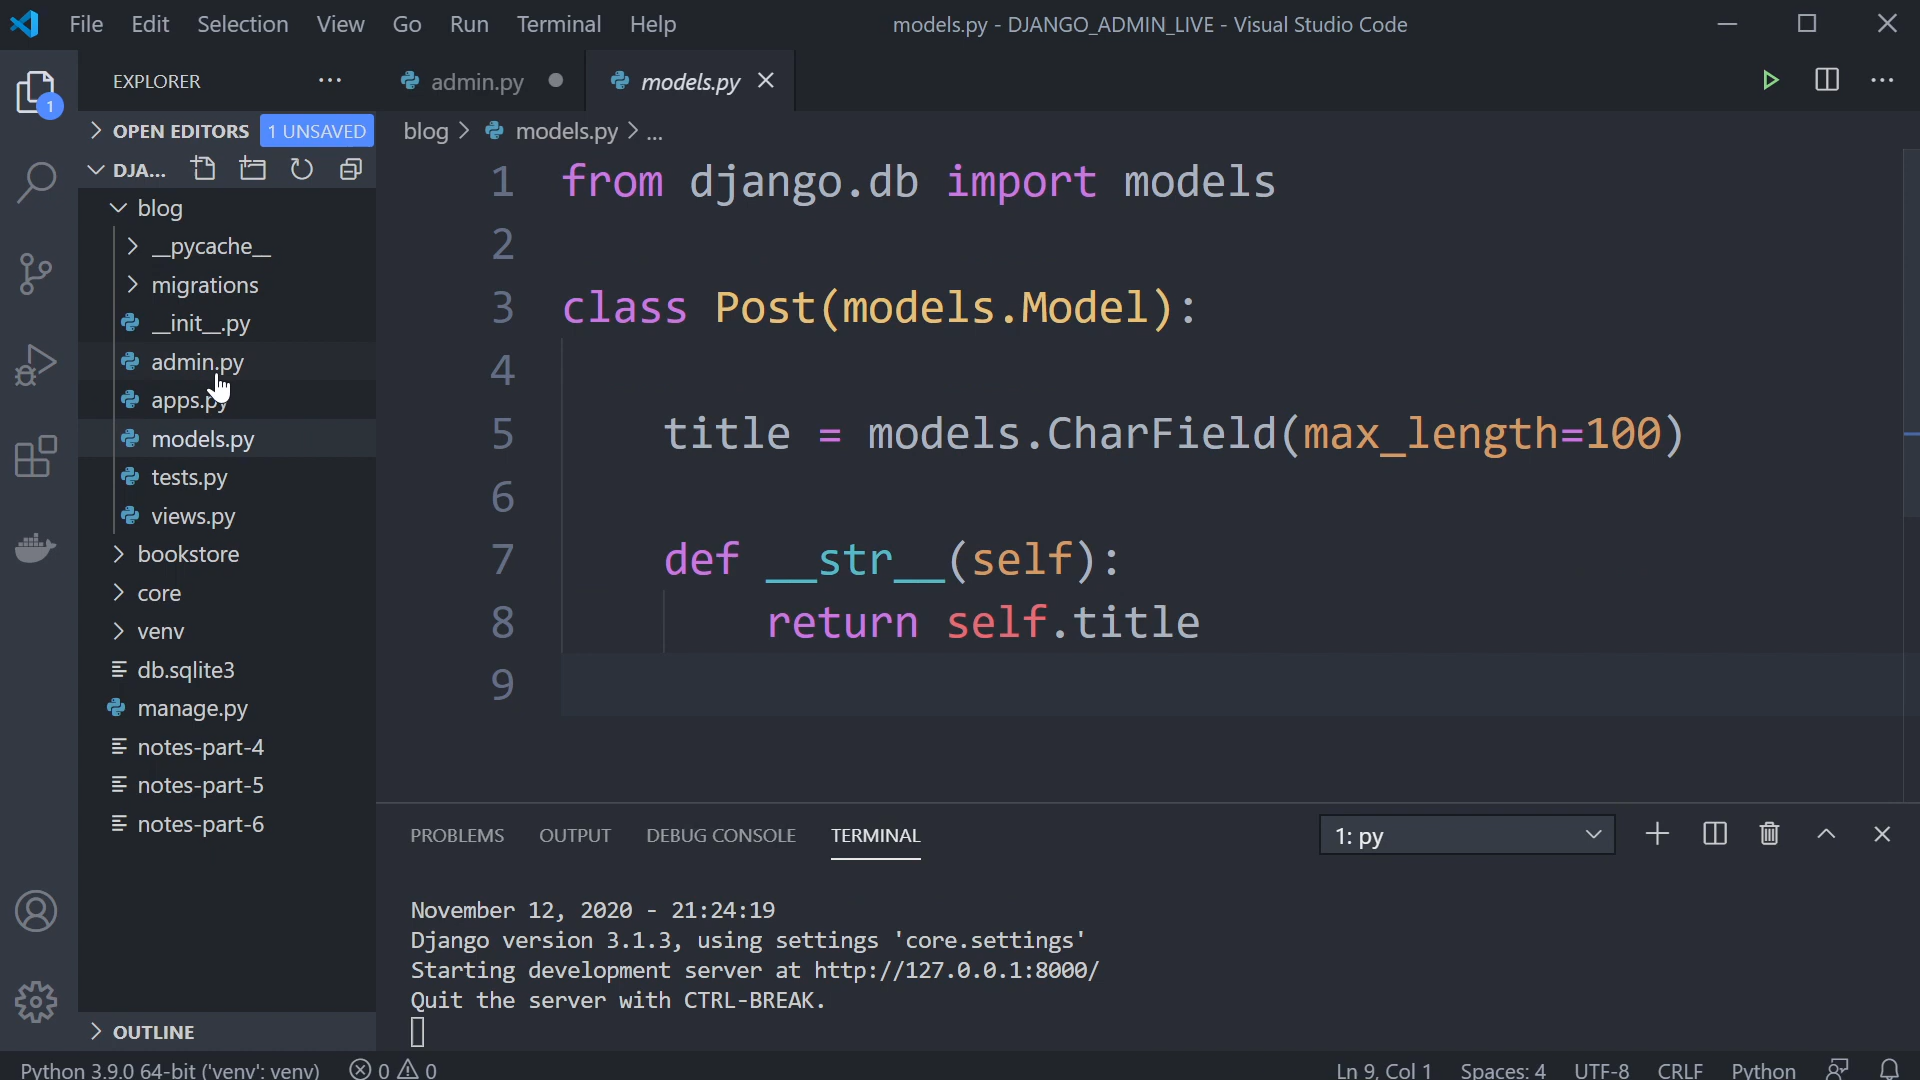 File Edit Selection View Go Run Terminal Help
models.py - DJANGO_ADMIN_LIVE - Visual Studio Code
EXPLORER
admin.py
models.py
1
OPEN EDITORS
1 UNSAVED
blog > models.py > ...
DJA...
blog
__pycache__
migrations
__init__.py
admin.py
apps.py
models.py
tests.py
views.py
bookstore
core
venv
db.sqlite3
manage.py
notes-part-4
notes-part-5
notes-part-6
OUTLINE
1 from django.db import models
2
3 class Post(models.Model):
4
5 title = models.CharField(max_length=100)
6
7 def __str__(self):
8 return self.title
9
PROBLEMS OUTPUT DEBUG CONSOLE TERMINAL
1: py
November 12, 2020 - 21:24:19
Django version 3.1.3, using settings 'core.settings'
Starting development server at http://127.0.0.1:8000/
Quit the server with CTRL-BREAK.
Python 3.9.0 64-bit ('venv': venv) 0 0
Ln 9, Col 1 Spaces: 4 UTF-8 CRLF Python